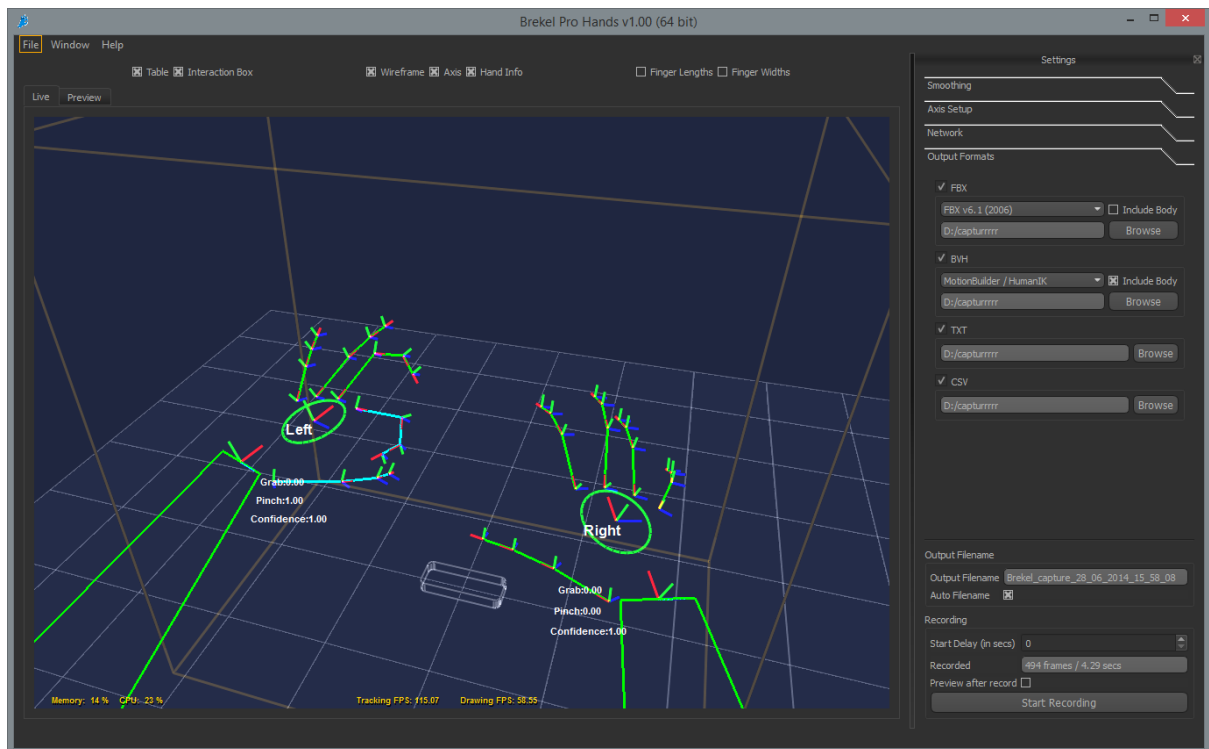 Brekel Pro Hands v1.00 (64 bit)
File Window Help
Table Interaction Box Wireframe Axis Hand Info Finger Lengths Finger Widths
Live Preview
Left
Grab:0.00
Pinch:1.00
Confidence:1.00
Right
Grab:0.00
Pinch:0.00
Confidence:1.00
Memory: 14 % CPU: 23 % Tracking FPS: 115.07 Drawing FPS: 58.55
Settings
Smoothing
Axis Setup
Network
Output Formats
FBX
FBX v6.1 (2006) Include Body
D:/capturrrrr Browse
BVH
MotionBuilder / HumanIK Include Body
D:/capturrrrr Browse
TXT
D:/capturrrrr Browse
CSV
D:/capturrrrr Browse
Output Filename
Output Filename Brekel_capture_28_06_2014_15_58_08
Auto Filename
Recording
Start Delay (in secs) 0
Recorded 494 frames / 4.29 secs
Preview after record
Start Recording